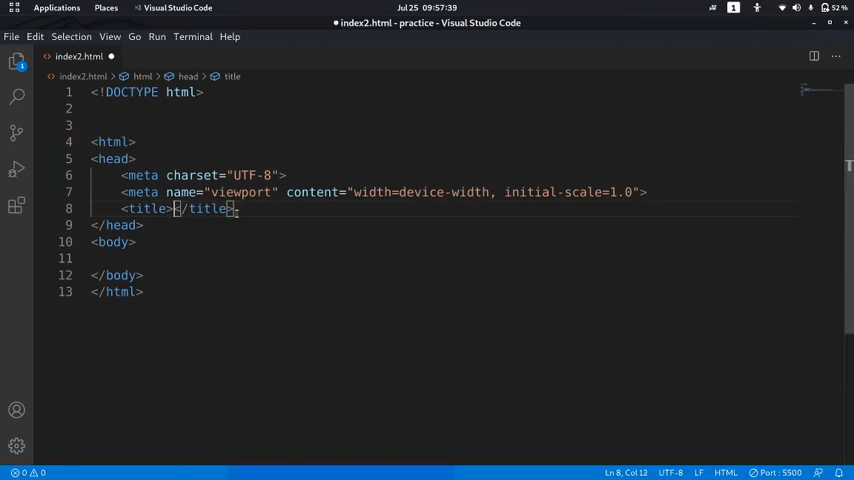 Applications Places Visual Studio Code Jul 25 09:57:39 1 52 %
index2.html - practice - Visual Studio Code
File Edit Selection View Go Run Terminal Help
index2.html
index2.html > html > head > title
1 <!DOCTYPE html>
2
3
4 <html>
5 <head>
6 <meta charset="UTF-8">
7 <meta name="viewport" content="width=device-width, initial-scale=1.0">
8 <title></title>
9 </head>
10 <body>
11
12 </body>
13 </html>
1
0 0 Ln 8, Col 12 UTF-8 LF HTML Port : 5500